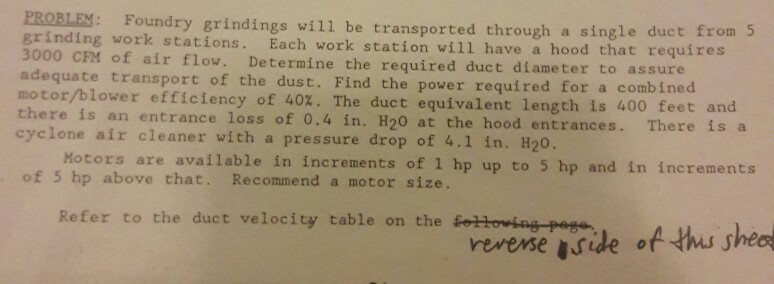 PROBLEM: Foundry grindings will be transported through a single duct from 5
grinding work stations. Each work station will have a hood that requires
3000 CFM of air flow. Determine the required duct diameter to assure
adequate transport of the dust. Find the power required for a combined
motor/blower efficiency of 40%. The duct equivalent length is 400 feet and
there is an entrance loss of 0.4 in. H2O at the hood entrances. There is a
cyclone air cleaner with a pressure drop of 4.1 in. H2O.
Motors are available in increments of 1 hp up to 5 hp and in increments
of 5 hp above that. Recommend a motor size.
Refer to the duct velocity table on the following page.
reverse side of this sheet